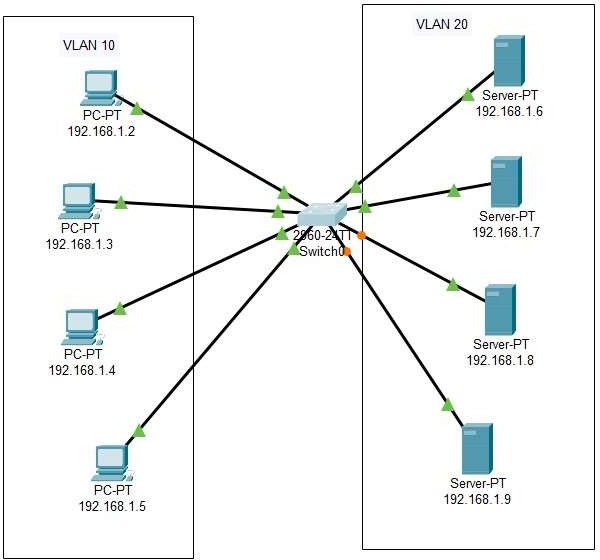 VLAN 10
PC-PT
192.168.1.2
PC-PT
192.168.1.3
PC-PT
192.168.1.4
PC-PT
192.168.1.5
2960-24TT
Switch0
VLAN 20
Server-PT
192.168.1.6
Server-PT
192.168.1.7
Server-PT
192.168.1.8
Server-PT
192.168.1.9